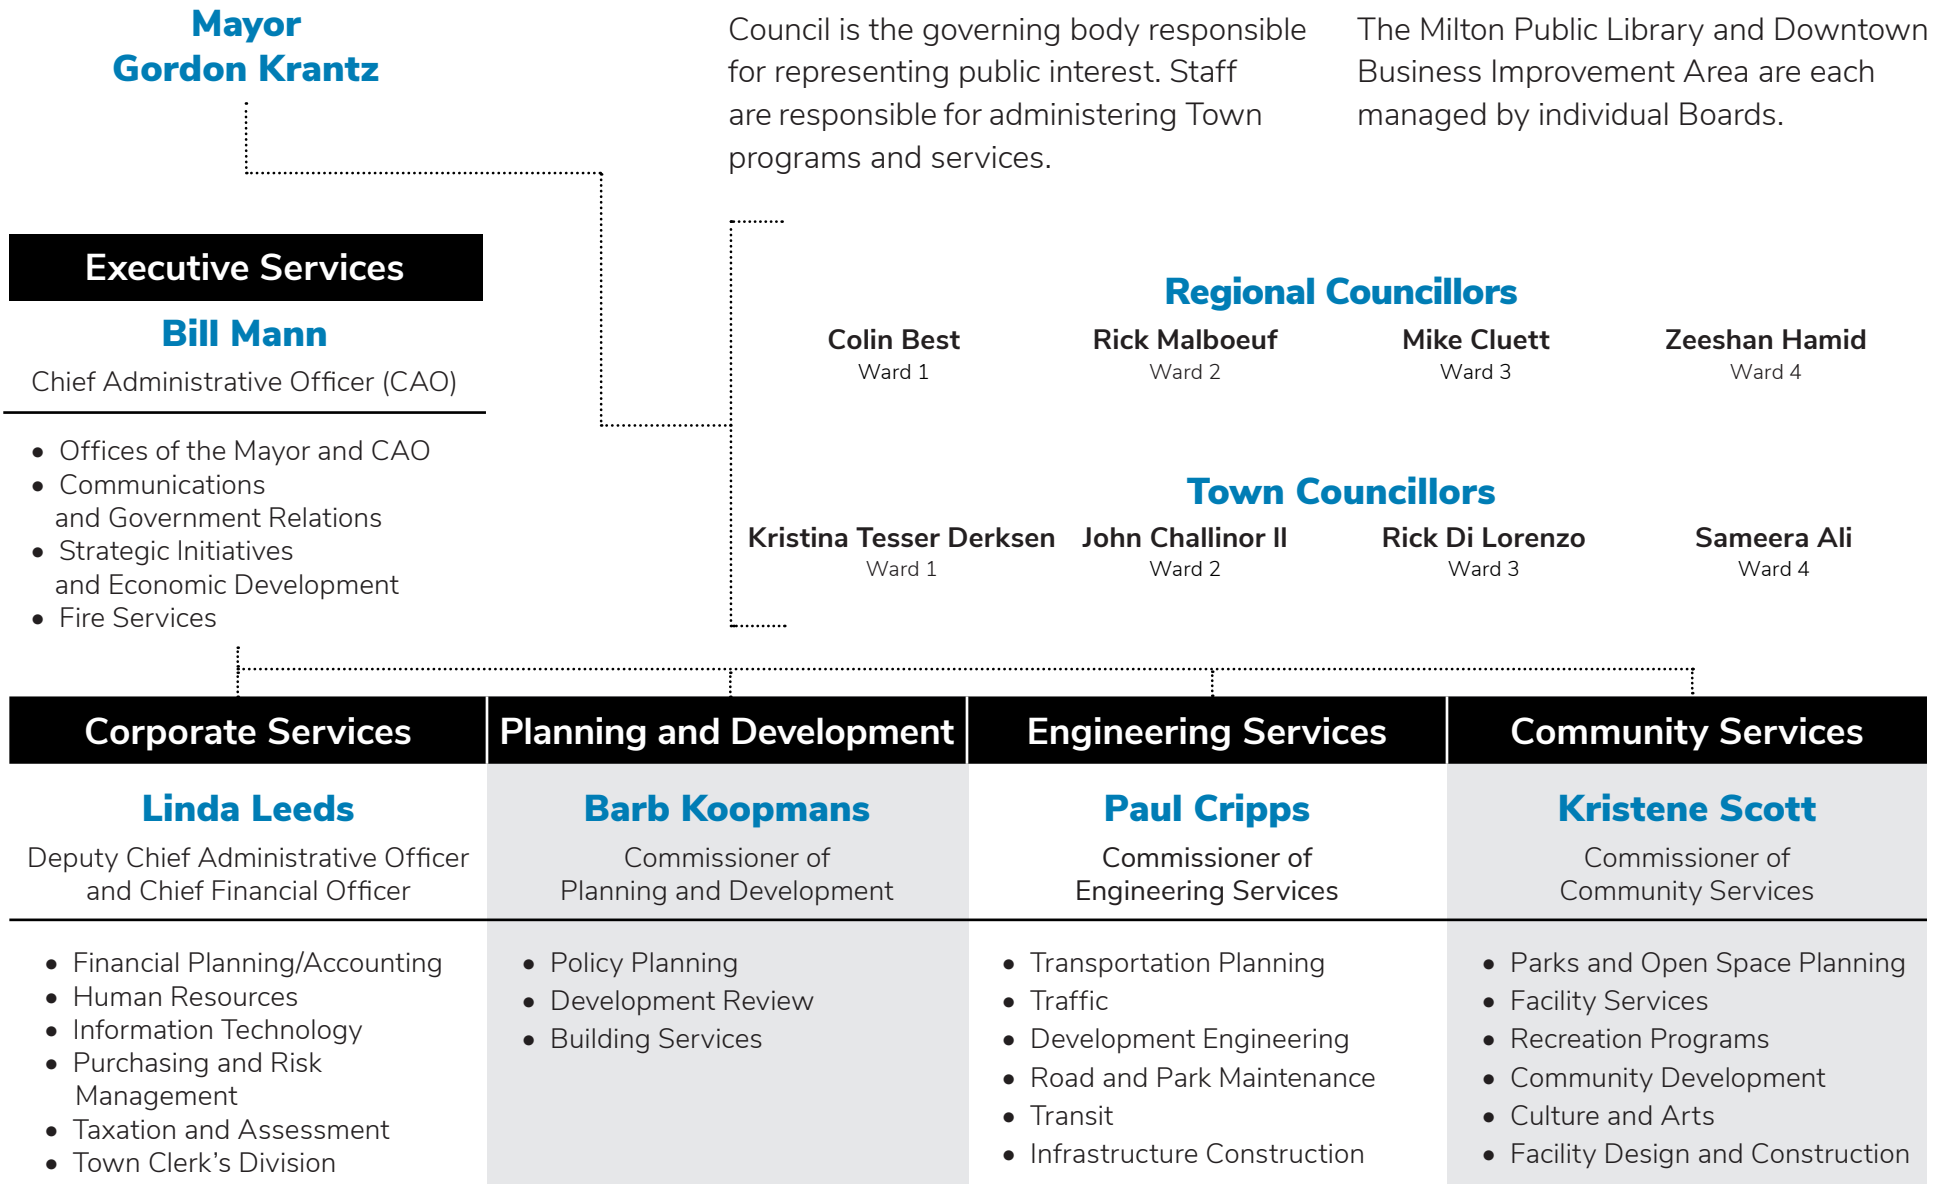 Mayor
Gordon Krantz
Council is the governing body responsible
for representing public interest. Staff
are responsible for administering Town
programs and services.
The Milton Public Library and Downtown
Business Improvement Area are each
managed by individual Boards.
Executive Services
Bill Mann
Chief Administrative Officer (CAO)
• Offices of the Mayor and CAO
• Communications
and Government Relations
• Strategic Initiatives
and Economic Development
• Fire Services
Regional Councillors
Colin Best
Ward 1
Rick Malboeuf
Ward 2
Mike Cluett
Ward 3
Zeeshan Hamid
Ward 4
Town Councillors
Kristina Tesser Derksen
Ward 1
John Challinor II
Ward 2
Rick Di Lorenzo
Ward 3
Sameera Ali
Ward 4
Corporate Services
Linda Leeds
Deputy Chief Administrative Officer
and Chief Financial Officer
• Financial Planning/Accounting
• Human Resources
• Information Technology
• Purchasing and Risk
Management
• Taxation and Assessment
• Town Clerk’s Division
Planning and Development
Barb Koopmans
Commissioner of
Planning and Development
• Policy Planning
• Development Review
• Building Services
Engineering Services
Paul Cripps
Commissioner of
Engineering Services
• Transportation Planning
• Traffic
• Development Engineering
• Road and Park Maintenance
• Transit
• Infrastructure Construction
Community Services
Kristene Scott
Commissioner of
Community Services
• Parks and Open Space Planning
• Facility Services
• Recreation Programs
• Community Development
• Culture and Arts
• Facility Design and Construction